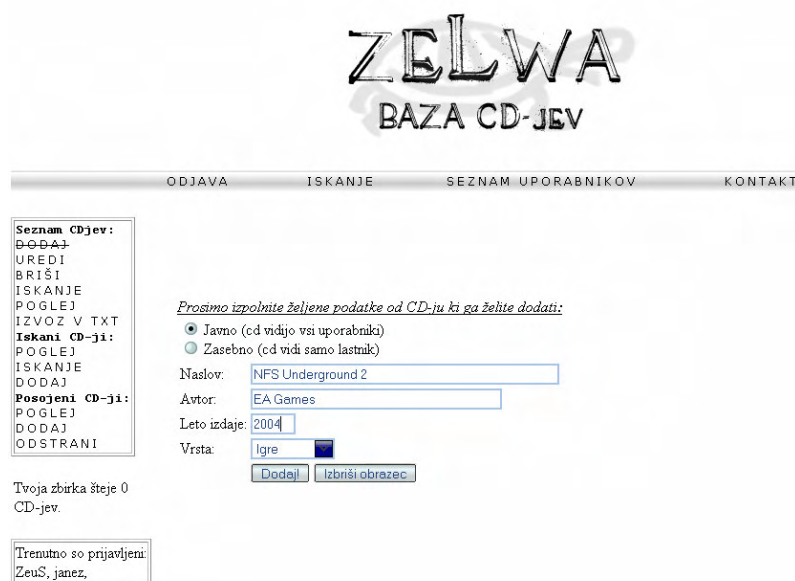 ZELWA
BAZA CD-JEV
ODJAVA ISKANJE SEZNAM UPORABNIKOV KONTAKT
Seznam CDjev:
DODAJ
UREDI
BRIŠI
ISKANJE
POGLEJ
IZVOZ V TXT
Iskani CD-ji:
POGLEJ
ISKANJE
DODAJ
Posojeni CD-ji:
POGLEJ
DODAJ
ODSTRANI
Tvoja zbirka šteje 0
CD-jev.
Trenutno so prijavljeni:
ZeuS, janez,
Prosimo izpolnite željene podatke od CD-ju ki ga želite dodati:
Javno (cd vidijo vsi uporabniki)
Zasebno (cd vidi samo lastnik)
Naslov: NFS Underground 2
Avtor: EA Games
Leto izdaje: 2004
Vrsta: Igre
Dodaj! Izbriši obrazec